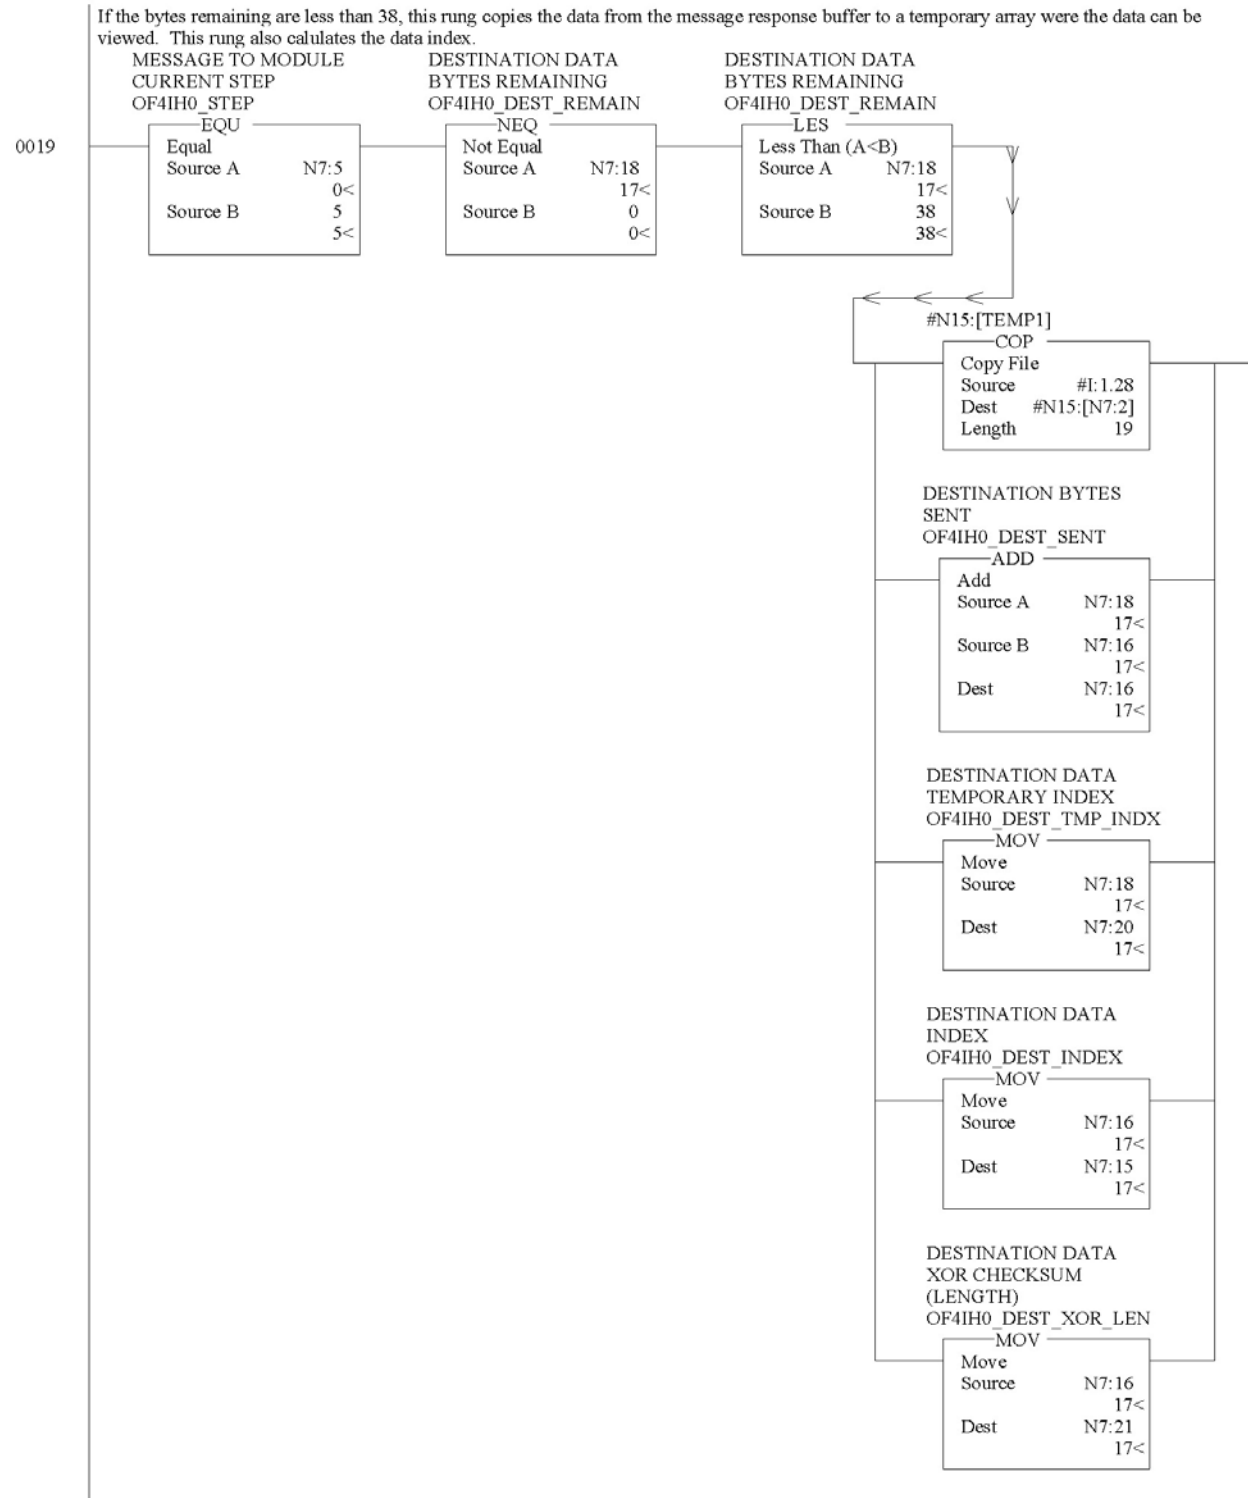 If the bytes remaining are less than 38, this rung copies the data from the message response buffer to a temporary array were the data can be
viewed. This rung also calulates the data index.
MESSAGE TO MODULE
CURRENT STEP
OF4IH0_STEP
EQU
Equal
Source A N7:5
0<
Source B 5
5<
DESTINATION DATA
BYTES REMAINING
OF4IH0_DEST_REMAIN
NEQ
Not Equal
Source A N7:18
17<
Source B 0
0<
DESTINATION DATA
BYTES REMAINING
OF4IH0_DEST_REMAIN
LES
Less Than (A<B)
Source A N7:18
17<
Source B 38
38<
0019
#N15:[TEMP1]
COP
Copy File
Source #I:1.28
Dest #N15:[N7:2]
Length 19
DESTINATION BYTES
SENT
OF4IH0_DEST_SENT
ADD
Add
Source A N7:18
17<
Source B N7:16
17<
Dest N7:16
17<
DESTINATION DATA
TEMPORARY INDEX
OF4IH0_DEST_TMP_INDX
MOV
Move
Source N7:18
17<
Dest N7:20
17<
DESTINATION DATA
INDEX
OF4IH0_DEST_INDEX
MOV
Move
Source N7:16
17<
Dest N7:15
17<
DESTINATION DATA
XOR CHECKSUM
(LENGTH)
OF4IH0_DEST_XOR_LEN
MOV
Move
Source N7:16
17<
Dest N7:21
17<